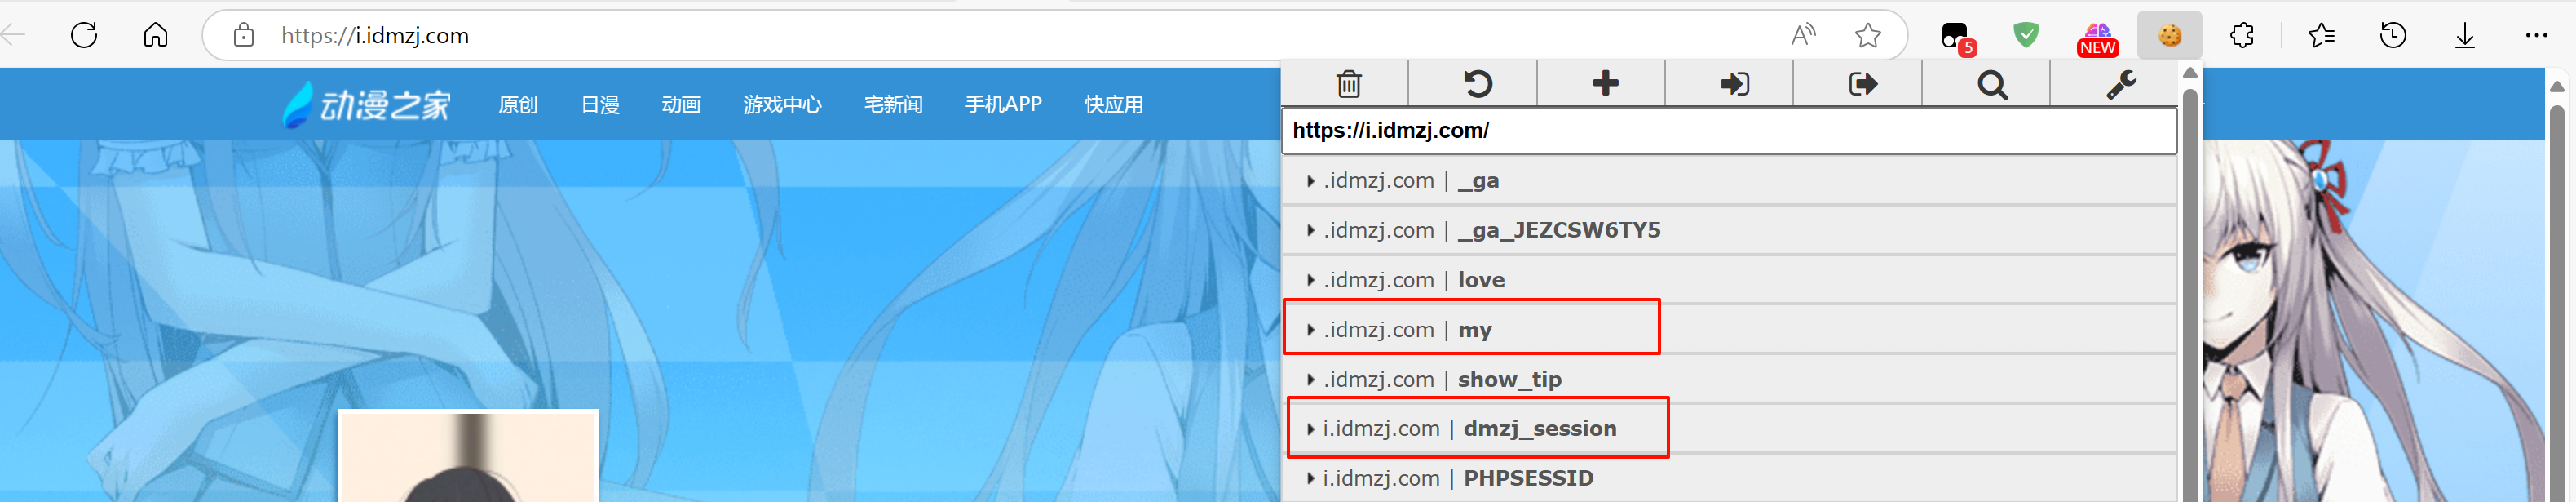 https://i.idmzj.com
A
5
NEW
动漫之家
原创 日漫 动画 游戏中心 宅新闻 手机APP 快应用
https://i.idmzj.com/
.idmzj.com | _ga
.idmzj.com | _ga_JEZCSW6TY5
.idmzj.com | love
.idmzj.com | my
.idmzj.com | show_tip
i.idmzj.com | dmzj_session
i.idmzj.com | PHPSESSID